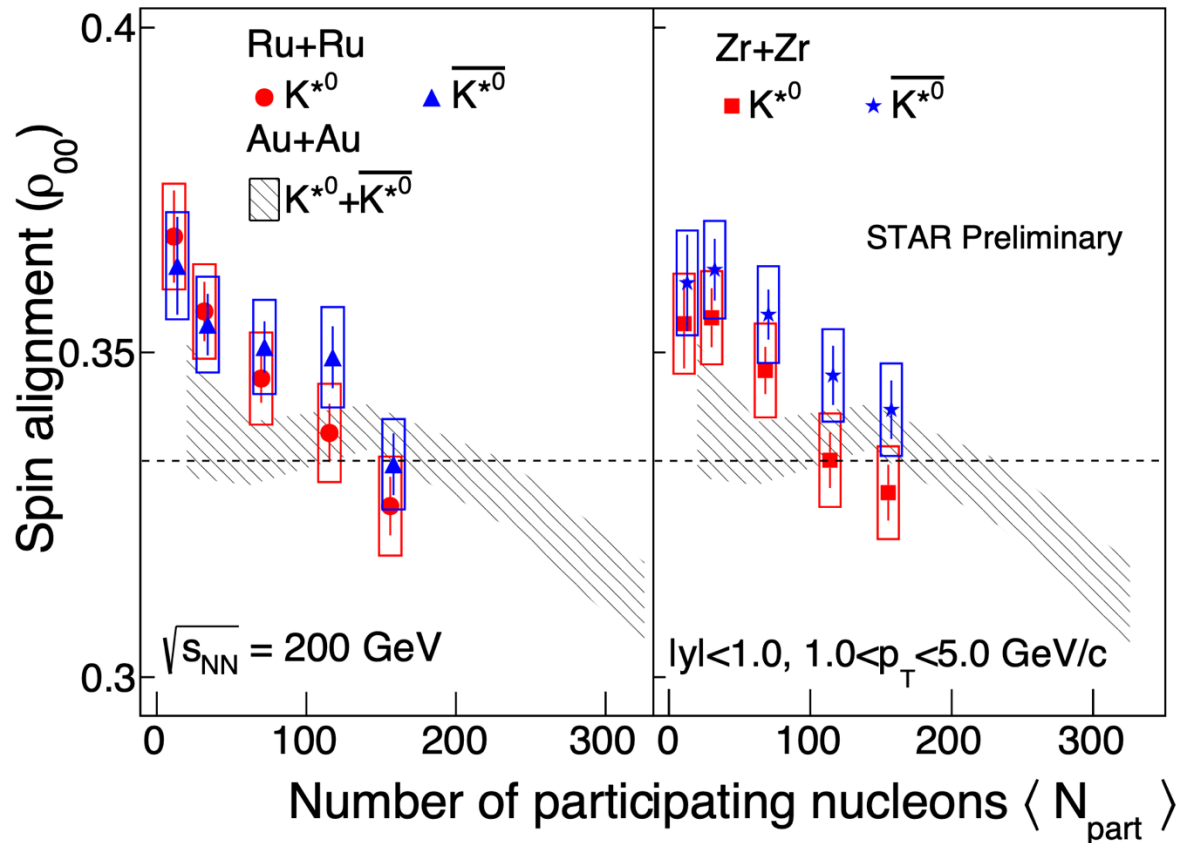 0.4
0.35
0.3
Spin alignment (ρ00)
Ru+Ru
K*0
K*0
Au+Au
K*0+K*0
√sNN = 200 GeV
0 100 200 300
Zr+Zr
K*0
K*0
STAR Preliminary
|y|<1.0, 1.0<pT<5.0 GeV/c
0 100 200 300
Number of participating nucleons ⟨ Npart ⟩